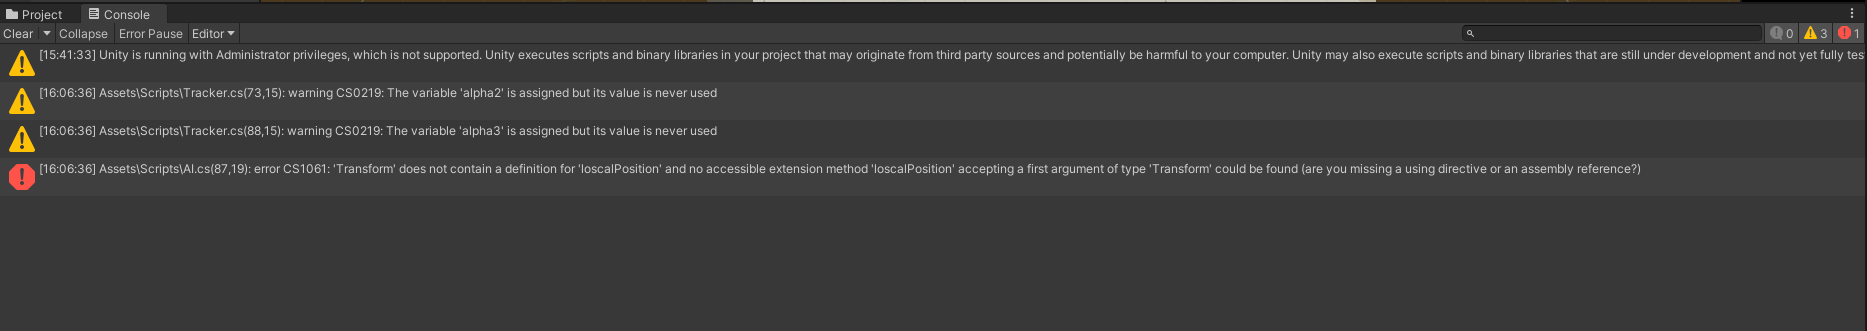 Project Console
Clear Collapse Error Pause Editor 0 3 1
[15:41:33] Unity is running with Administrator privileges, which is not supported. Unity executes scripts and binary libraries in your project that may originate from third party sources and potentially be harmful to your computer. Unity may also execute scripts and binary libraries that are still under development and not yet fully tes
[16:06:36] Assets\Scripts\Tracker.cs(73,15): warning CS0219: The variable 'alpha2' is assigned but its value is never used
[16:06:36] Assets\Scripts\Tracker.cs(88,15): warning CS0219: The variable 'alpha3' is assigned but its value is never used
[16:06:36] Assets\Scripts\AI.cs(87,19): error CS1061: 'Transform' does not contain a definition for 'loscalPosition' and no accessible extension method 'loscalPosition' accepting a first argument of type 'Transform' could be found (are you missing a using directive or an assembly reference?)